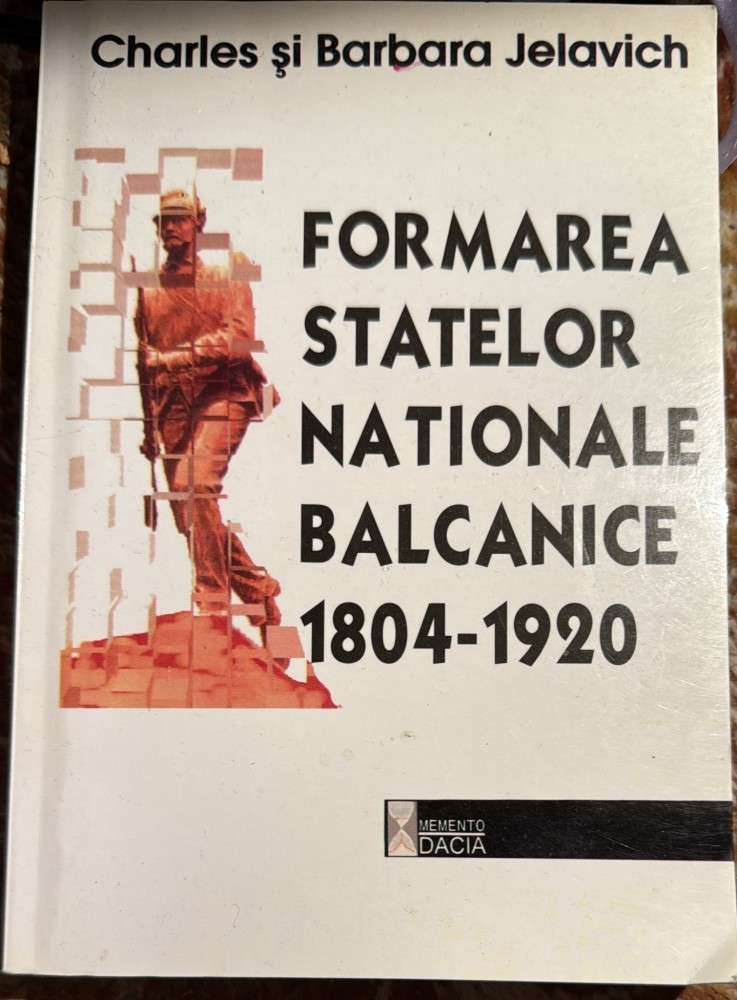 Charles şi Barbara Jelavich
FORMAREA
STATELOR
NATIONALE
BALCANICE
1804-1920
MEMENTO
DACIA